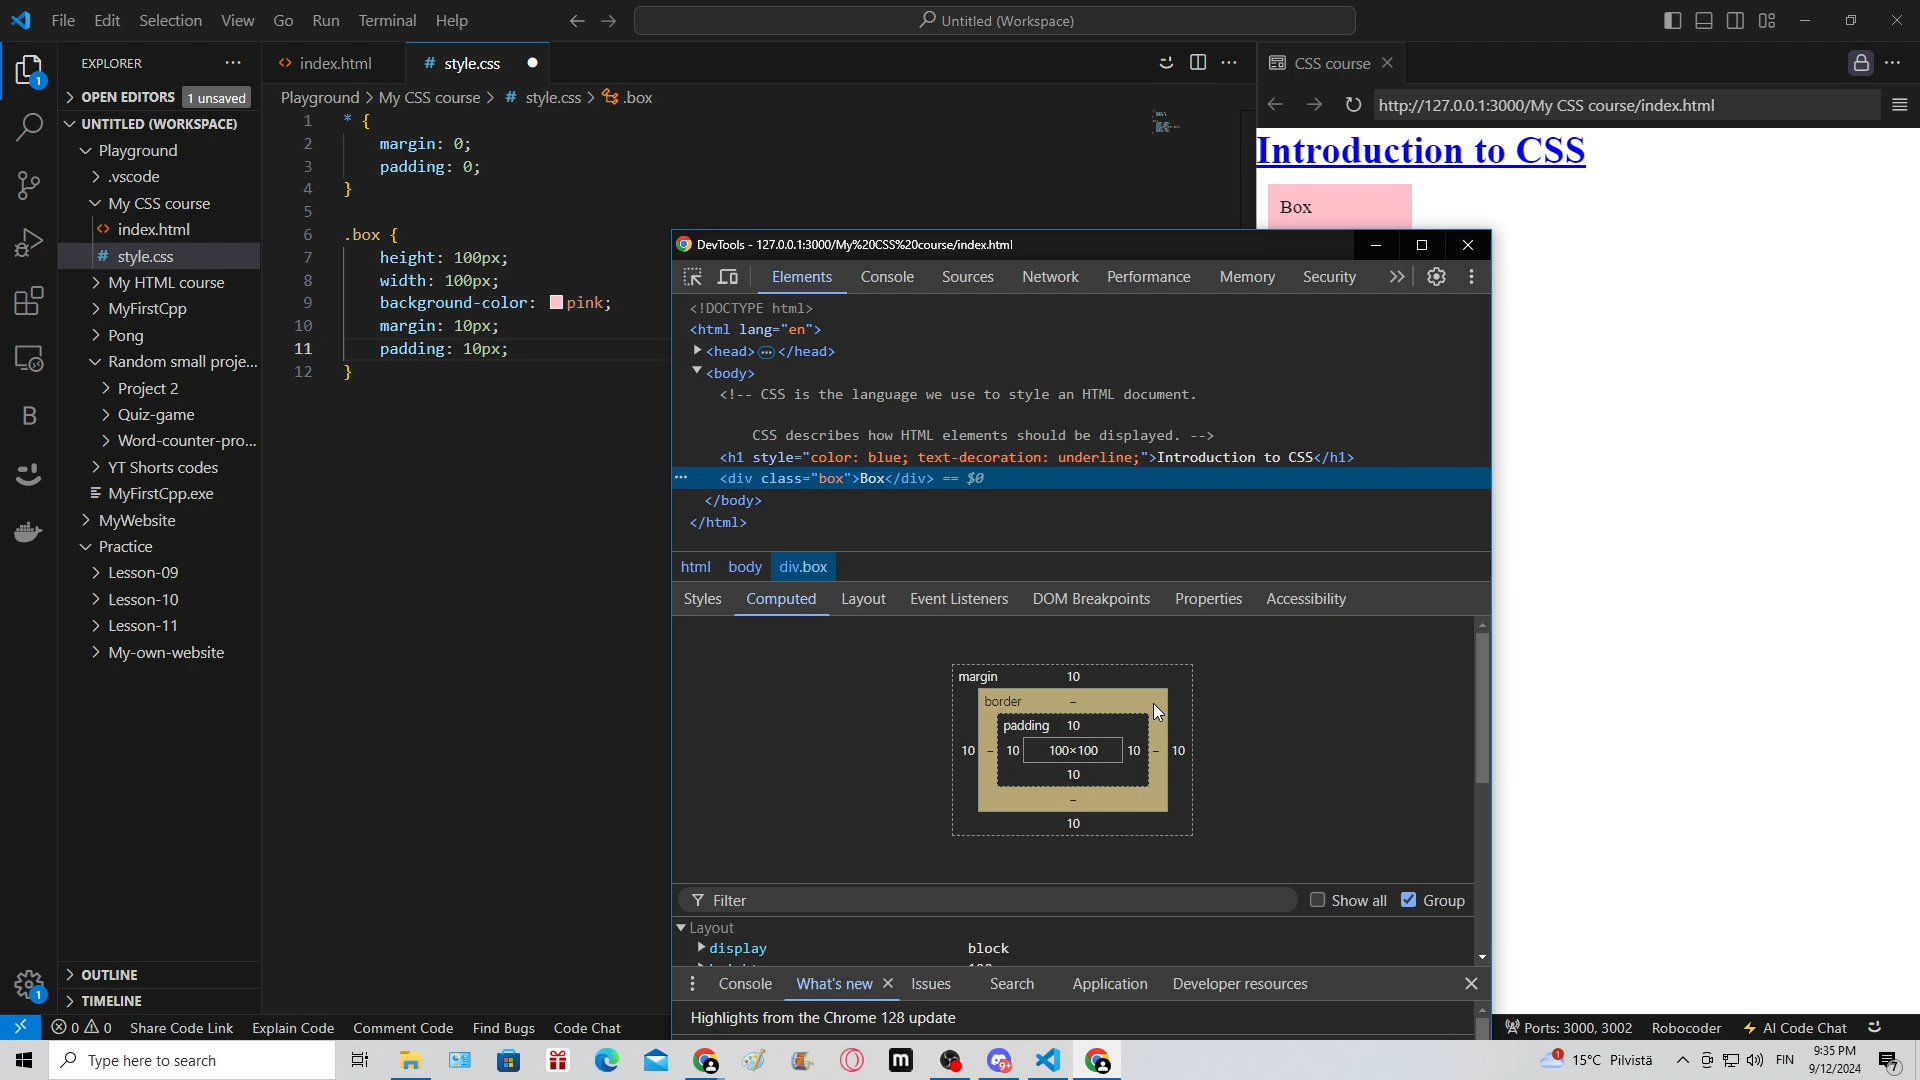 File Edit Selection View Go Run Terminal Help
Untitled (Workspace)
EXPLORER
OPEN EDITORS 1 unsaved
UNTITLED (WORKSPACE)
Playground
.vscode
My CSS course
<> index.html
# style.css
My HTML course
MyFirstCpp
Pong
Random small proje...
Project 2
Quiz-game
Word-counter-pro...
YT Shorts codes
MyFirstCpp.exe
MyWebsite
Practice
Lesson-09
Lesson-10
Lesson-11
My-own-website
OUTLINE
TIMELINE
<> index.html
# style.css
Playground > My CSS course > # style.css > .box
1 * {
2 margin: 0;
3 padding: 0;
4 }
5
6 .box {
7 height: 100px;
8 width: 100px;
9 background-color: pink;
10 margin: 10px;
11 padding: 10px;
12 }
CSS course
http://127.0.0.1:3000/My CSS course/index.html
Introduction to CSS
Box
DevTools - 127.0.0.1:3000/My%20CSS%20course/index.html
Elements Console Sources Network Performance Memory Security
<!DOCTYPE html>
<html lang="en">
<head> ... </head>
<body>
<!-- CSS is the language we use to style an HTML document.
CSS describes how HTML elements should be displayed. -->
<h1 style="color: blue; text-decoration: underline;">Introduction to CSS</h1>
<div class="box">Box</div> == $0
</body>
</html>
html body div.box
Styles Computed Layout Event Listeners DOM Breakpoints Properties Accessibility
margin 10
border –
padding 10
10 – 10 100×100 10 – 10
10
–
10
Filter Show all Group
Layout
display block
Console What's new Issues Search Application Developer resources
Highlights from the Chrome 128 update
1
0 0 Share Code Link Explain Code Comment Code Find Bugs Code Chat
Ports: 3000, 3002 Robocoder AI Code Chat
Type here to search
9+
1 15°C Pilvistä FIN
9:35 PM
9/12/2024
7